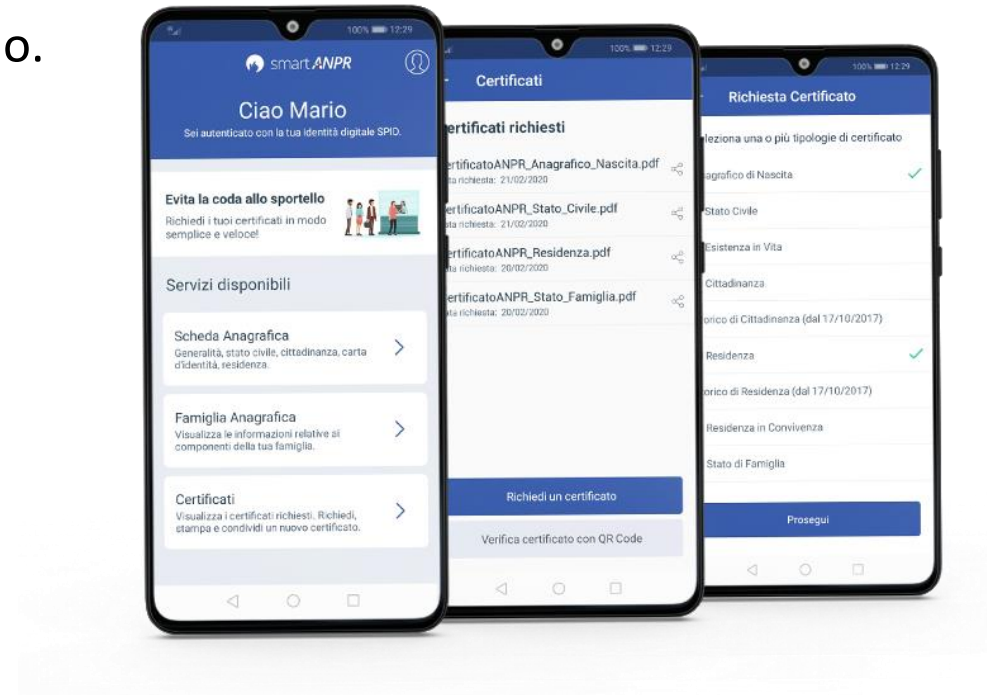 o.
100% 12:29
smart ANPR
Ciao Mario
Sei autenticato con la tua identità digitale SPID.
Evita la coda allo sportello
Richiedi i tuoi certificati in modo
semplice e veloce!
Servizi disponibili
Scheda Anagrafica
Generalità, stato civile, cittadinanza, carta
d'identità, residenza.
Famiglia Anagrafica
Visualizza le informazioni relative ai
componenti della tua famiglia.
Certificati
Visualizza i certificati richiesti. Richiedi,
stampa e condividi un nuovo certificato.
100% 12:29
Certificati
ertificati richiesti
ertificatoANPR_Anagrafico_Nascita.pdf
ta richiesta: 21/02/2020
ertificatoANPR_Stato_Civile.pdf
ata richiesta: 21/02/2020
ertificatoANPR_Residenza.pdf
ata richiesta: 20/02/2020
ertificatoANPR_Stato_Famiglia.pdf
ata richiesta: 20/02/2020
Richiedi un certificato
Verifica certificato con QR Code
100% 12:29
Richiesta Certificato
leziona una o più tipologie di certificato
agrafico di Nascita
Stato Civile
Esistenza in Vita
Cittadinanza
orico di Cittadinanza (dal 17/10/2017)
Residenza
orico di Residenza (dal 17/10/2017)
Residenza in Convivenza
Stato di Famiglia
Prosegui